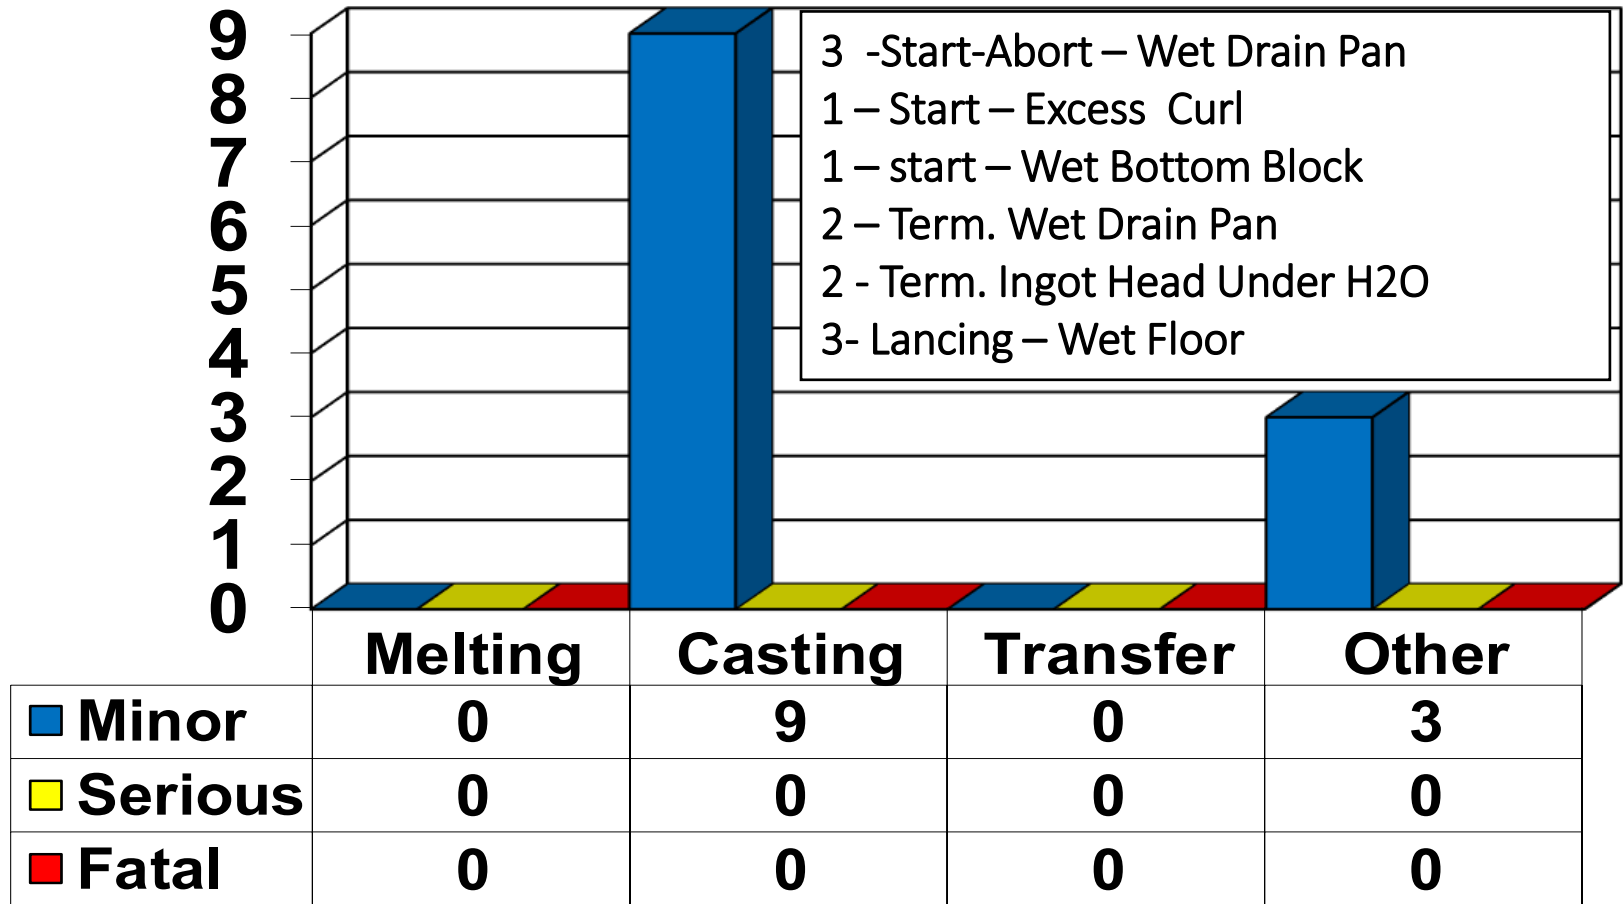 9
8
7
6
5
4
3
2
1
0
3 -Start-Abort – Wet Drain Pan
1 – Start – Excess Curl
1 – start – Wet Bottom Block
2 – Term. Wet Drain Pan
2 - Term. Ingot Head Under H2O
3- Lancing – Wet Floor
Melting Casting Transfer Other
Minor 0 9 0 3
Serious 0 0 0 0
Fatal 0 0 0 0